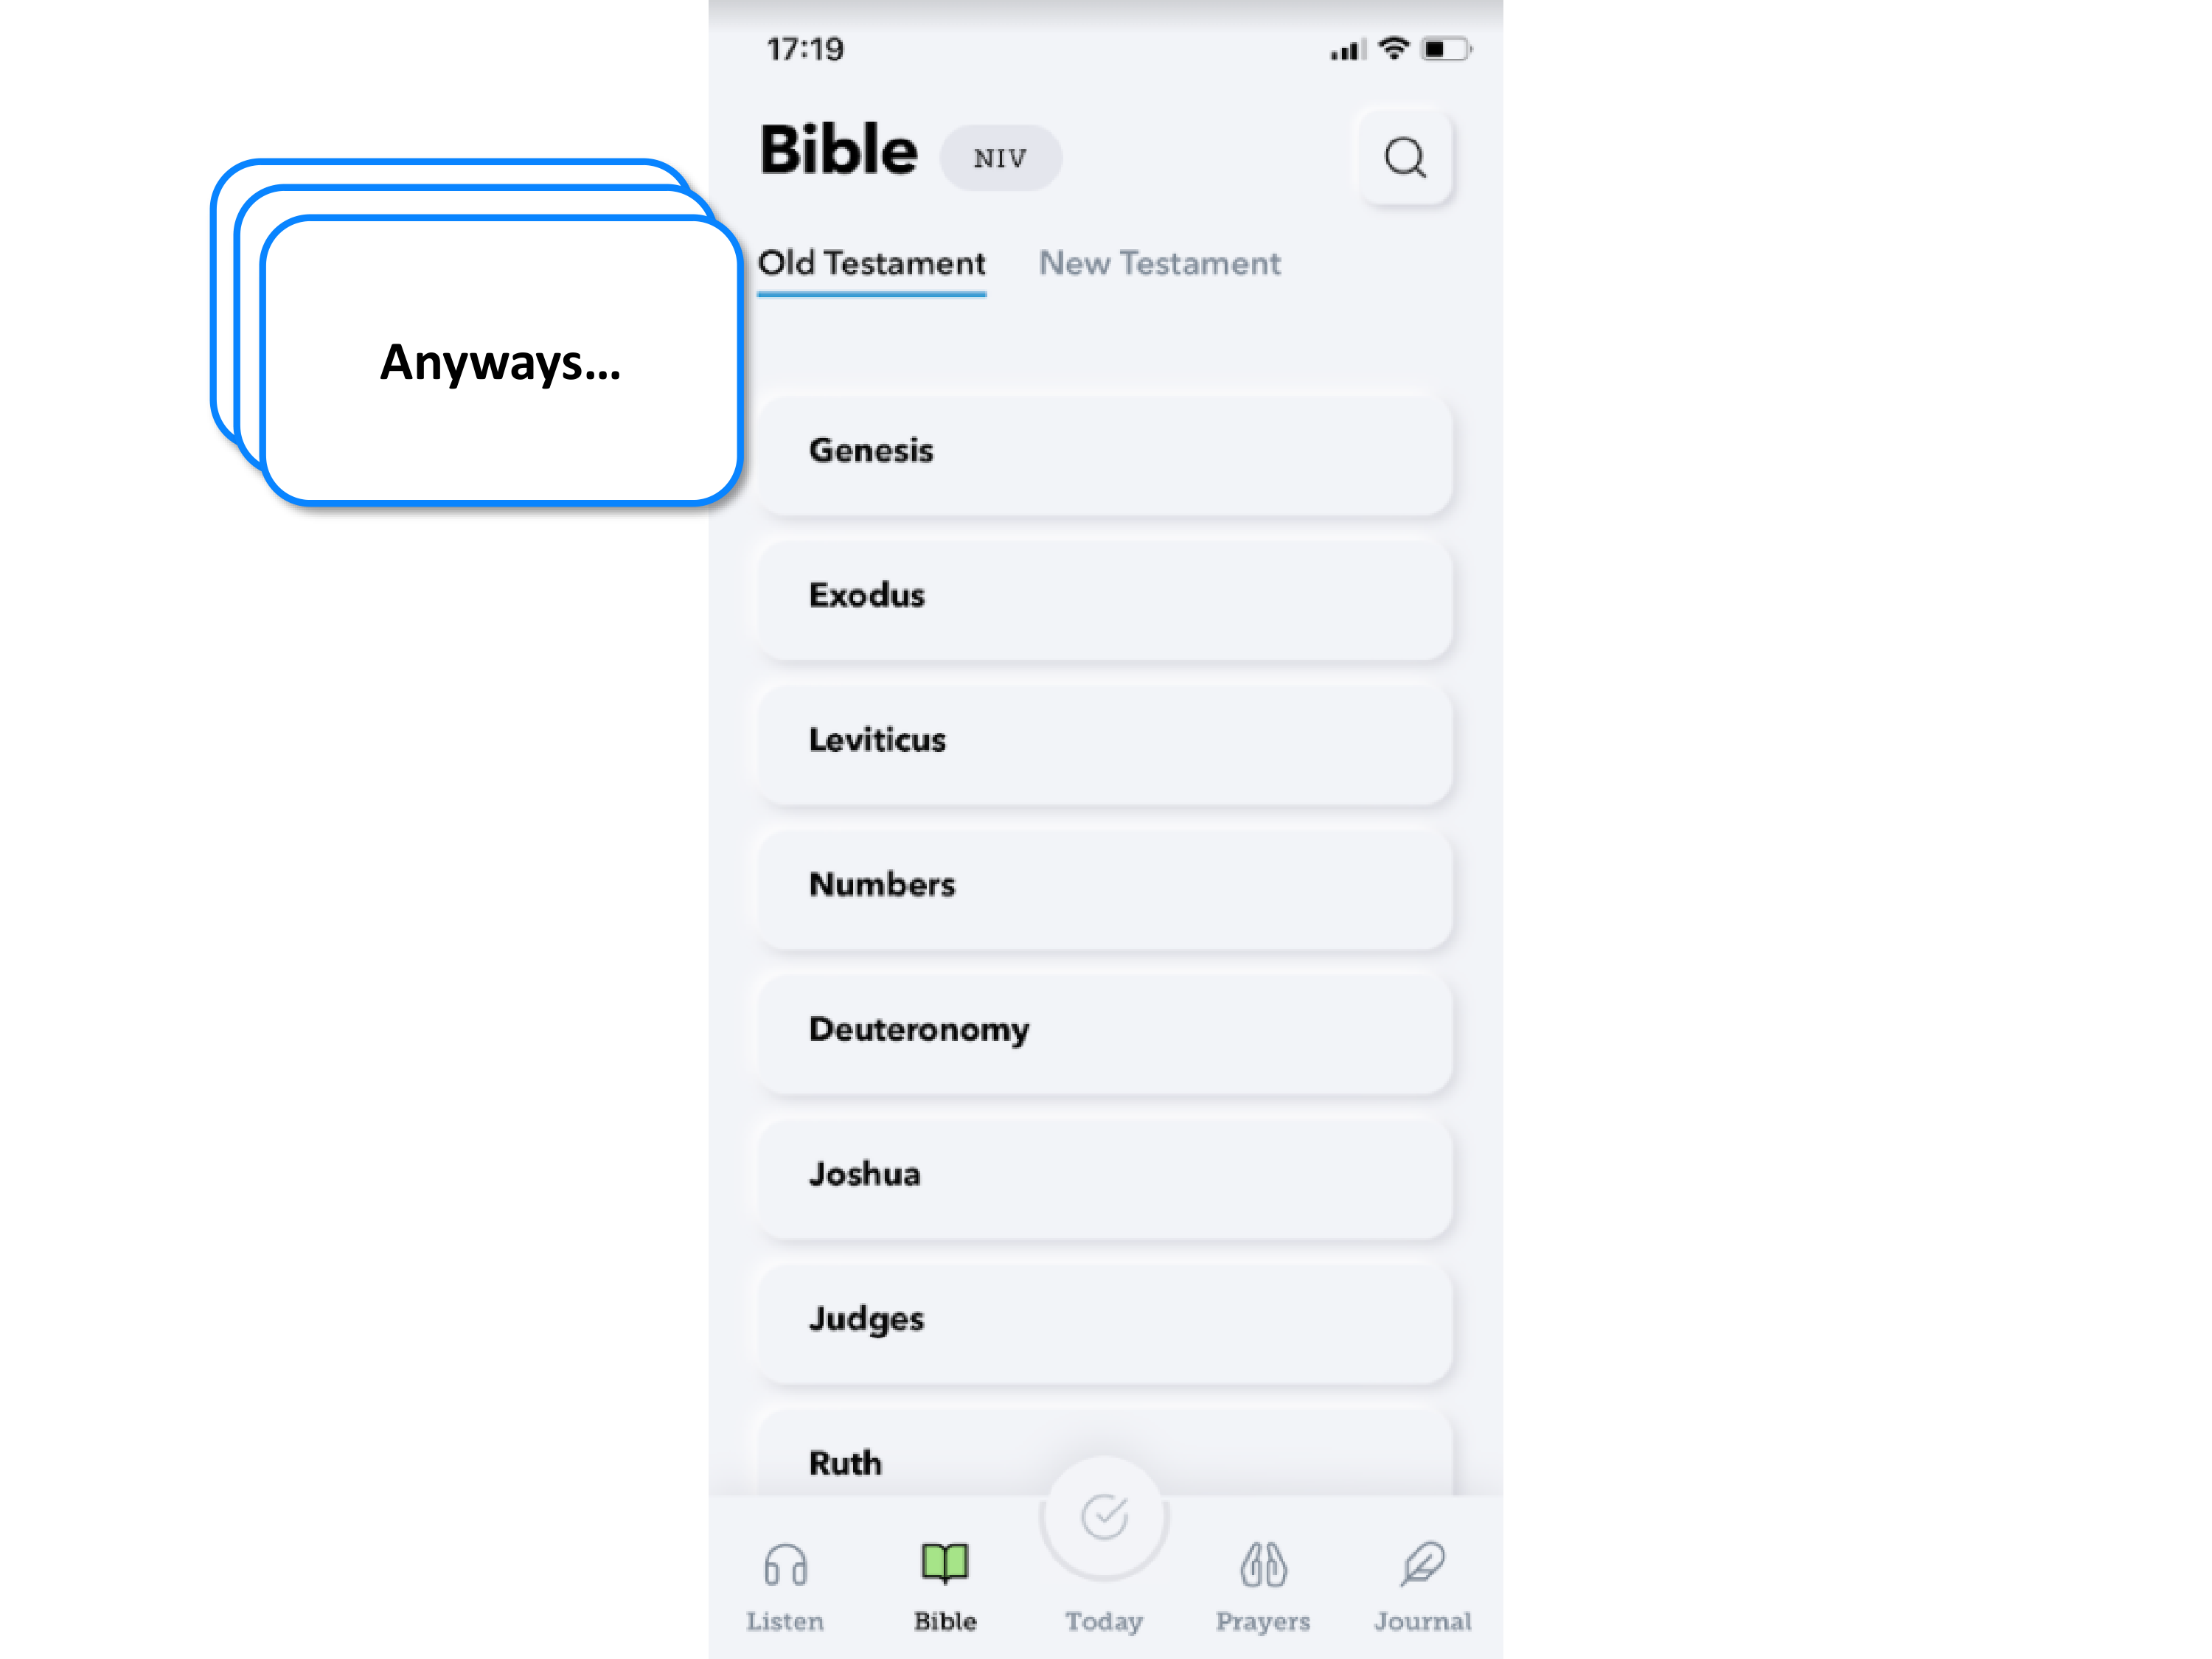 17:19
Bible NIV
Old Testament New Testament
Anyways...
Genesis
Exodus
Leviticus
Numbers
Deuteronomy
Joshua
Judges
Ruth
Listen Bible Today Prayers Journal